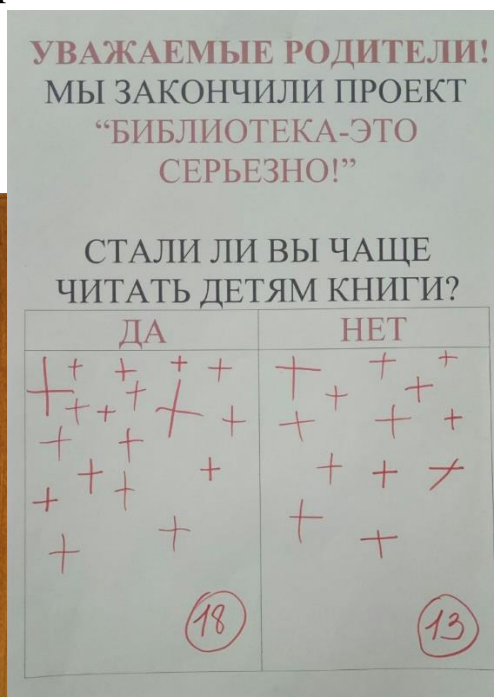 УВАЖАЕМЫЕ РОДИТЕЛИ!
МЫ ЗАКОНЧИЛИ ПРОЕКТ
“БИБЛИОТЕКА-ЭТО
СЕРЬЕЗНО!”
СТАЛИ ЛИ ВЫ ЧАЩЕ
ЧИТАТЬ ДЕТЯМ КНИГИ?
ДА НЕТ
18 13